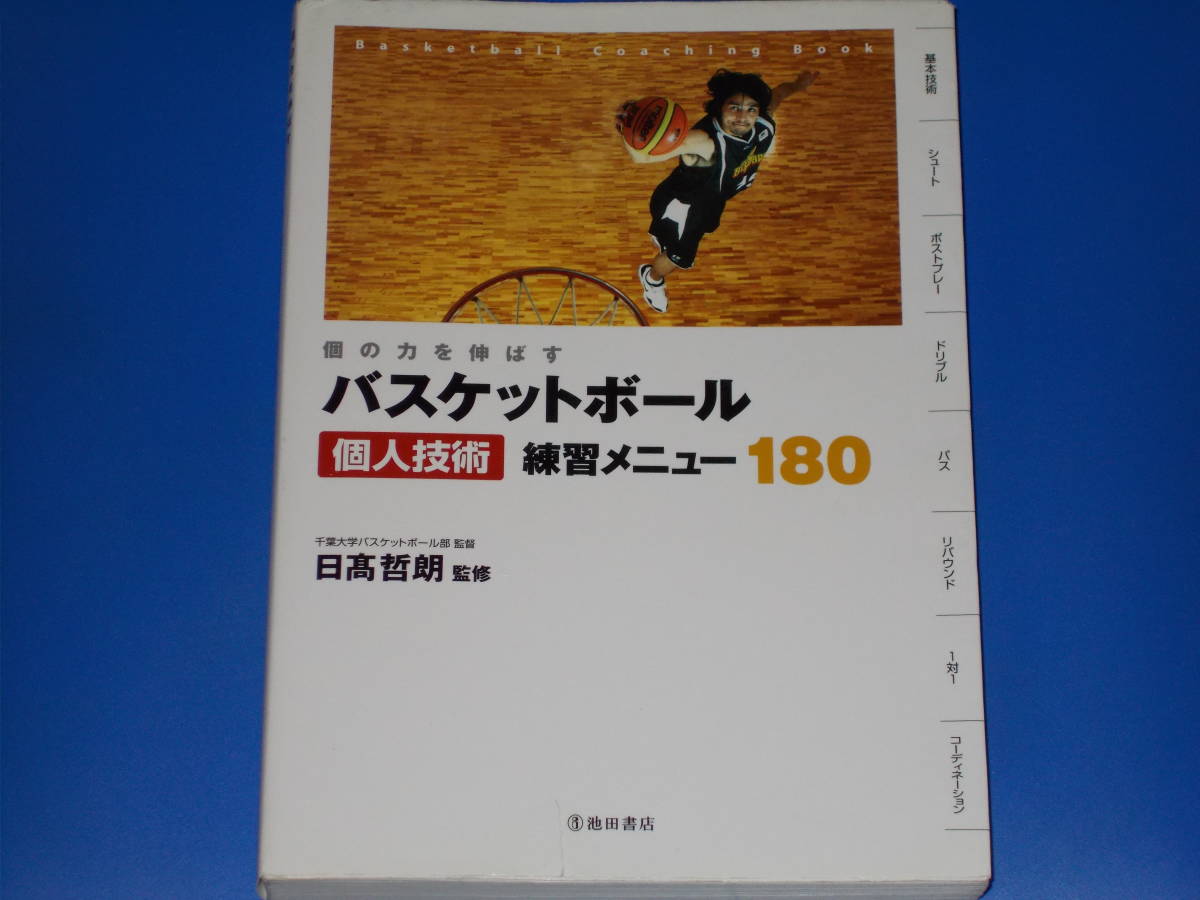 Basketball Coaching Book
個の力を伸ばす
バスケットボール
個人技術 練習メニュー180
千葉大学バスケットボール部 監督
日髙哲朗 監修
池田書店
基本技術
シュート
ポストプレー
ドリブル
パス
リバウンド
1対1
コーディネーション